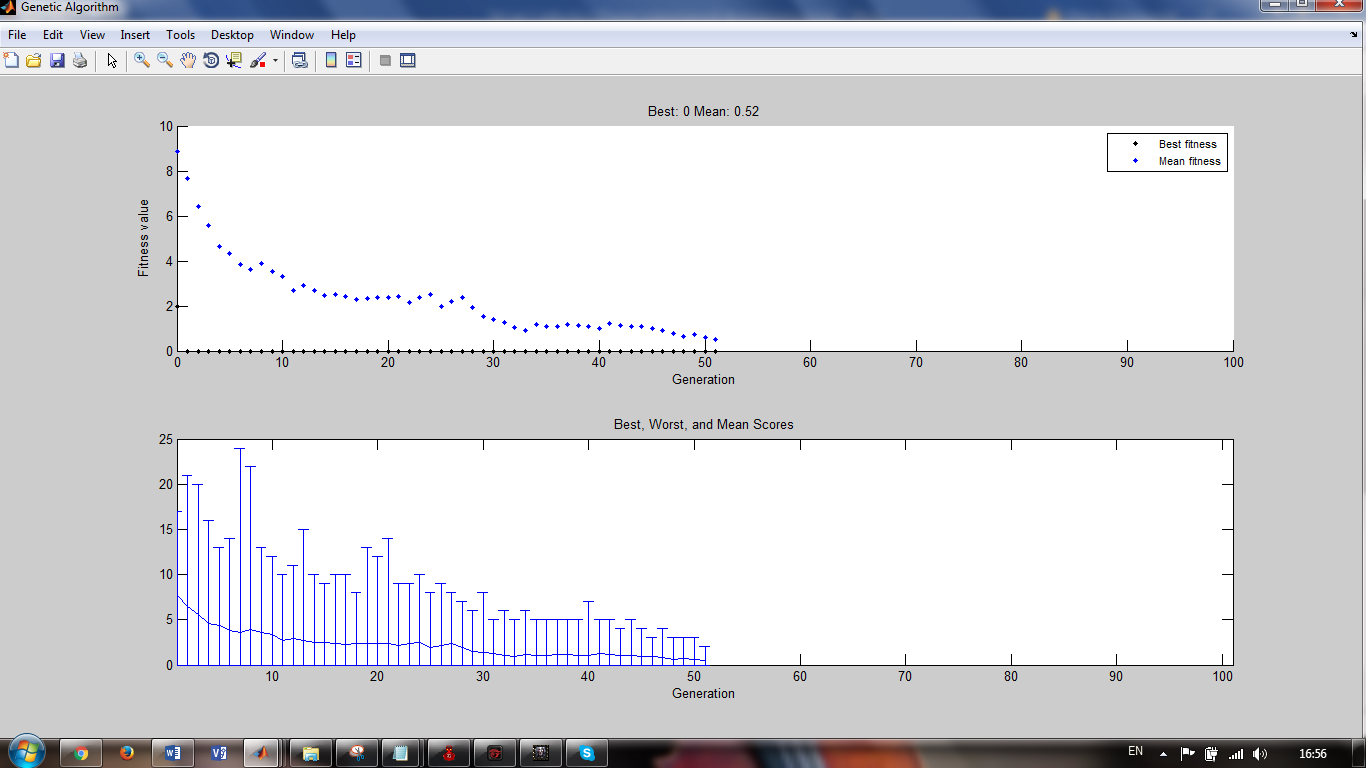 Genetic Algorithm
File Edit View Insert Tools Desktop Window Help
Best: 0 Mean: 0.52
Best fitness
Mean fitness
Fitness value
10
8
6
4
2
0
0 10 20 30 40 50 60 70 80 90 100
Generation
Best, Worst, and Mean Scores
25
20
15
10
5
0
10 20 30 40 50 60 70 80 90 100
Generation
EN 16:56